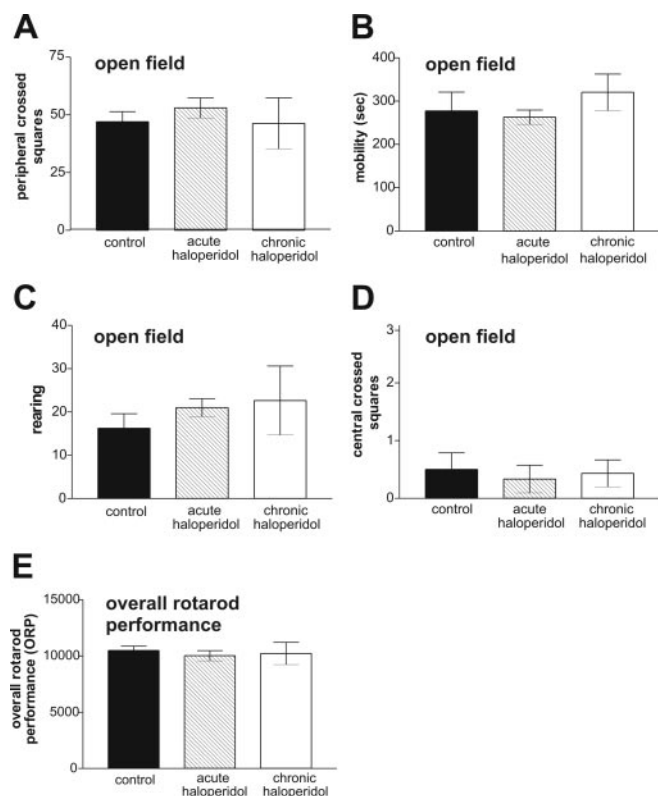 A
open field
peripheral crossed
squares
75
50
25
0
control
acute
haloperidol
chronic
haloperidol
B
open field
mobility (sec)
400
300
200
100
0
control
acute
haloperidol
chronic
haloperidol
C
open field
rearing
40
30
20
10
0
control
acute
haloperidol
chronic
haloperidol
D
open field
central crossed
squares
3
2
1
0
control
acute
haloperidol
chronic
haloperidol
E
overall rotarod
performance
overall rotarod
performance (ORP)
15000
10000
5000
0
control
acute
haloperidol
chronic
haloperidol